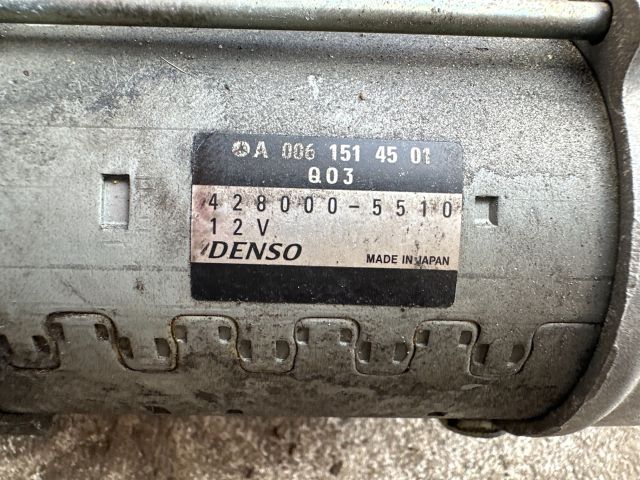 A 006 151 45 01
Q03
428000-5510
12V
DENSO
MADE IN JAPAN